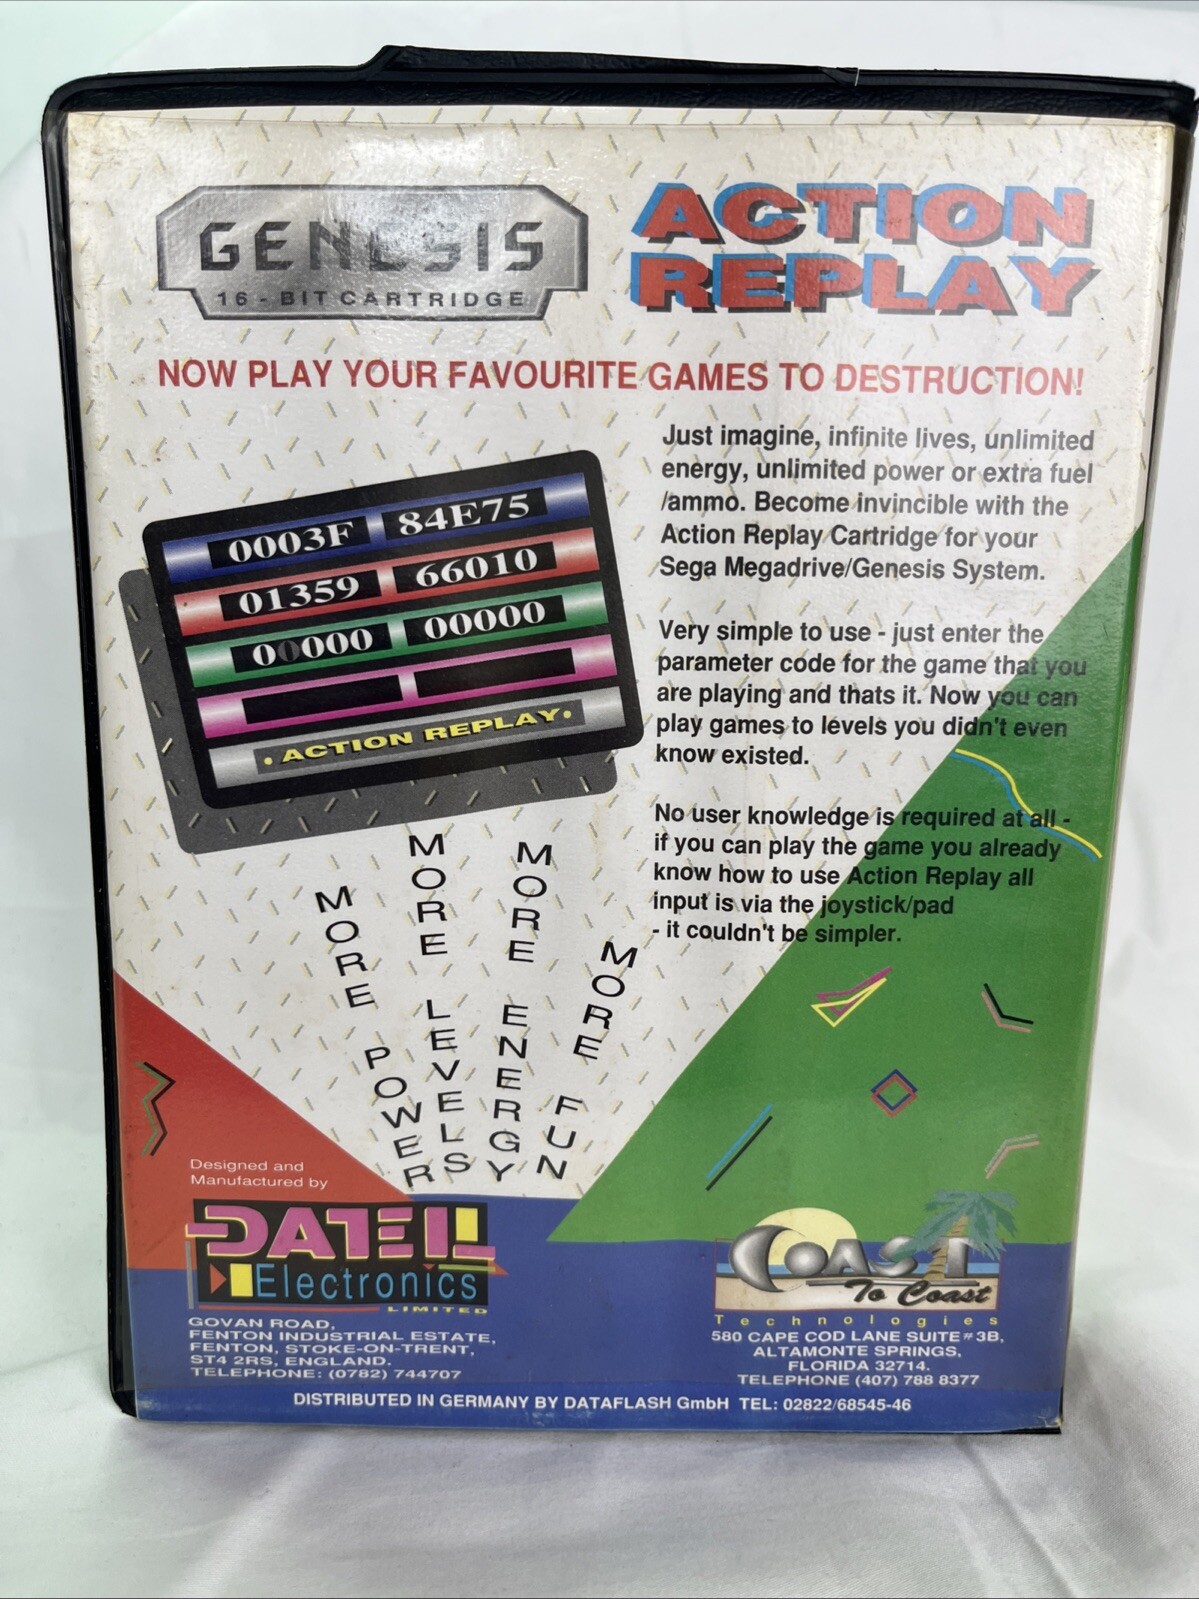 GENESIS
16-BIT CARTRIDGE
ACTION
REPLAY
NOW PLAY YOUR FAVOURITE GAMES TO DESTRUCTION!
Just imagine, infinite lives, unlimited
energy, unlimited power or extra fuel
/ammo. Become invincible with the
Action Replay Cartridge for your
Sega Megadrive/Genesis System.
Very simple to use - just enter the
parameter code for the game that you
are playing and thats it. Now you can
play games to levels you didn't even
know existed.
No user knowledge is required at all -
if you can play the game you already
know how to use Action Replay all
input is via the joystick/pad
- it couldn't be simpler.
0003F 84E75
01359 66010
00000 00000
• ACTION REPLAY •
MORE POWER
MORE LEVELS
MORE ENERGY
MORE FUN
Designed and
Manufactured by
DATEL
Electronics
LIMITED
GOVAN ROAD,
FENTON INDUSTRIAL ESTATE,
FENTON, STOKE-ON-TRENT,
ST4 2RS, ENGLAND.
TELEPHONE: (0782) 744707
COAST
To Coast
Technologies
580 CAPE COD LANE SUITE # 3B,
ALTAMONTE SPRINGS,
FLORIDA 32714.
TELEPHONE (407) 788 8377
DISTRIBUTED IN GERMANY BY DATAFLASH GmbH TEL: 02822/68545-46